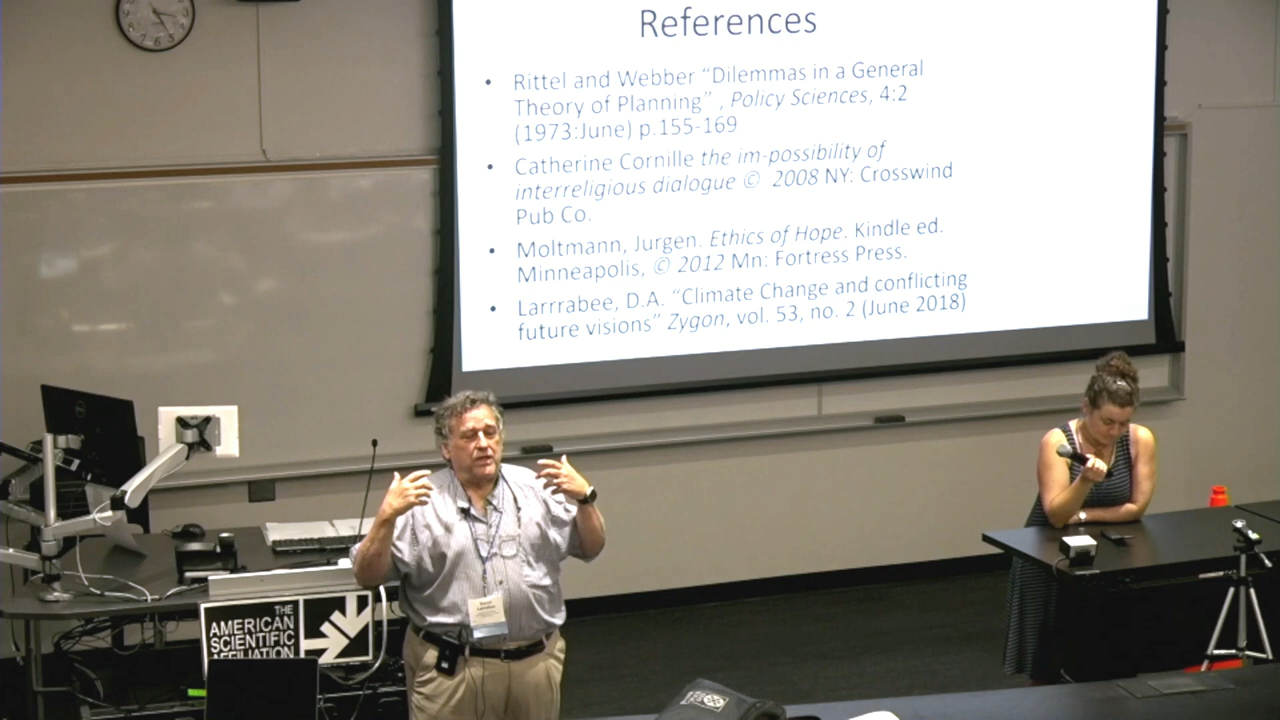 References
• Rittel and Webber “Dilemmas in a General
Theory of Planning” , Policy Sciences, 4:2
(1973:June) p.155-169
• Catherine Cornille the im-possibility of
interreligious dialogue © 2008 NY: Crosswind
Pub Co.
• Moltmann, Jurgen. Ethics of Hope. Kindle ed.
Minneapolis, © 2012 Mn: Fortress Press.
• Larrrabee, D.A. “Climate Change and conflicting
future visions” Zygon, vol. 53, no. 2 (June 2018)
THE
AMERICAN
SCIENTIFIC
AFFILIATION